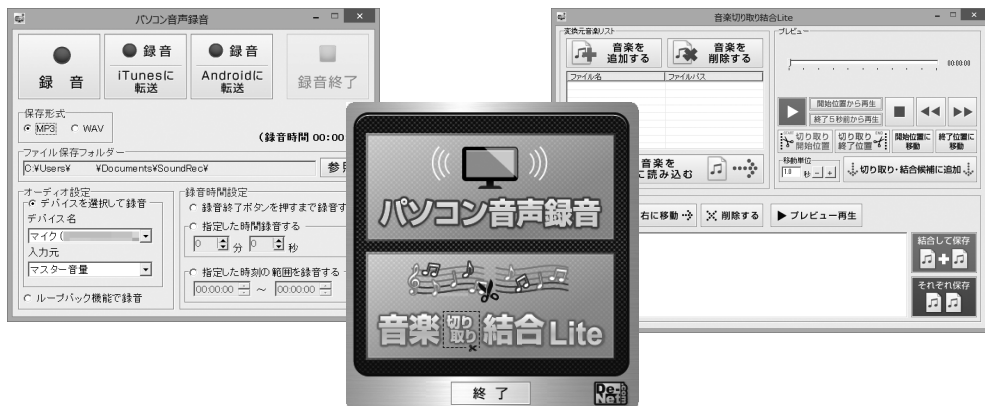 パソコン音声録音
録 音
録 音
iTunesに
転送
録 音
Androidに
転送
録音終了
保存形式
MP3
WAV
(録音時間 00:00
ファイル保存フォルダー
C:¥Users¥ ¥Documents¥SoundRec¥
参照
オーディオ設定
デバイスを選択して録音
デバイス名
マイク (
入力元
マスター音量
ループバック機能で録音
録音時間設定
録音終了ボタンを押すまで録音す
指定した時間録音する
0 分 0 秒
指定した時刻の範囲を録音する
00:00:00 ～ 00:00:00
パソコン音声録音
音楽 切り取り 結合 Lite
終 了
De-Net
音楽切り取り結合Lite
変換元音楽リスト
音楽を
追加する
音楽を
削除する
ファイル名
ファイルパス
音楽を
に読み込む
プレビュー
00:00:00
開始位置から再生
終了5秒前から再生
START
切り取り
開始位置
END
切り取り
終了位置
開始位置に
移動
終了位置に
移動
移動単位
1.0 秒 - +
切り取り・結合候補に追加
右に移動
削除する
プレビュー再生
結合して保存
それぞれ保存